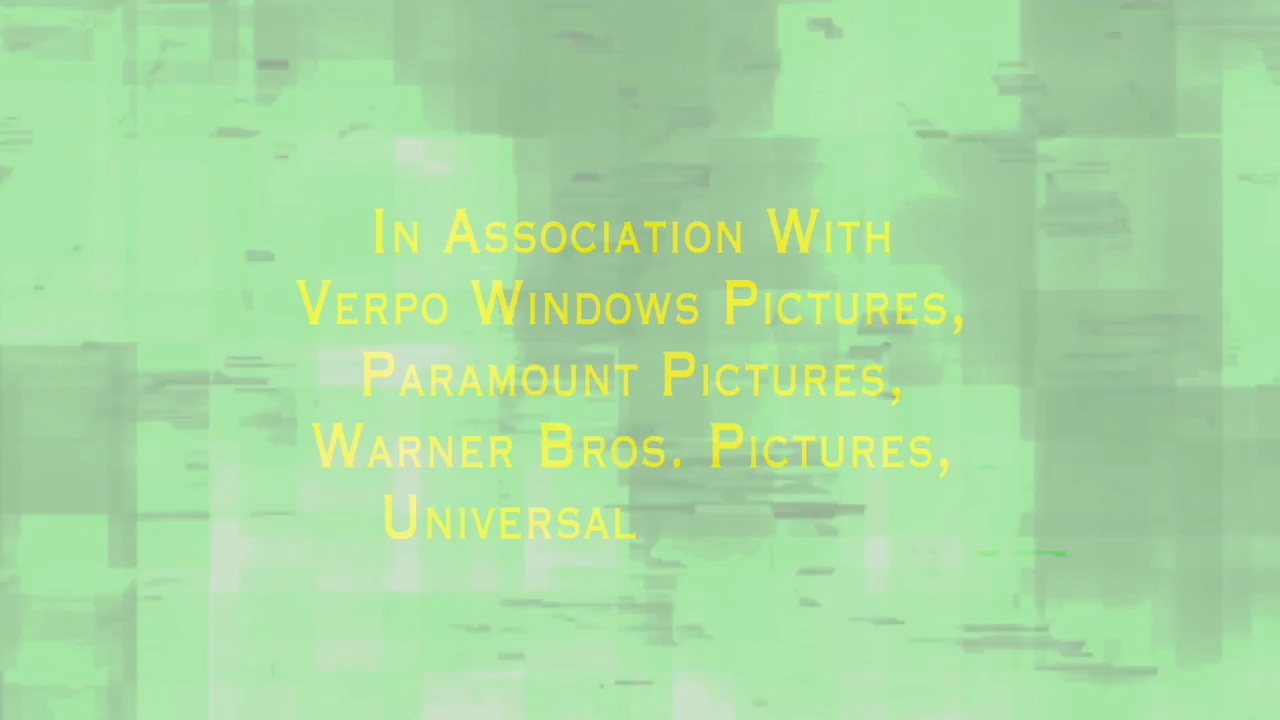 In Association With
Verpo Windows Pictures,
Paramount Pictures,
Warner Bros. Pictures,
Universal